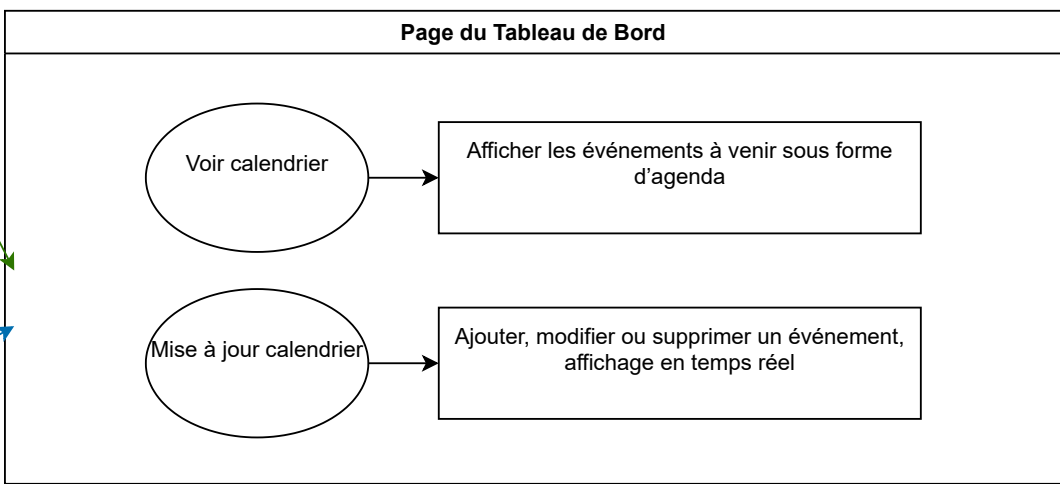 Page du Tableau de Bord
Voir calendrier
Afficher les événements à venir sous forme
d’agenda
Mise à jour calendrier
Ajouter, modifier ou supprimer un événement,
affichage en temps réel